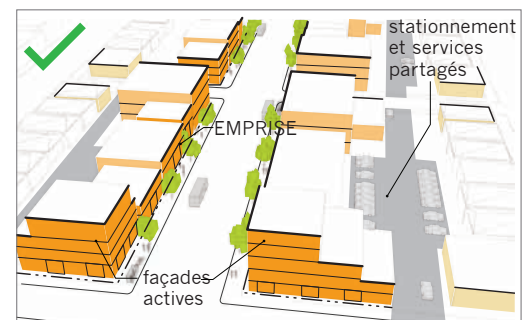 stationnement
et services
partagés
EMPRISE
façades
actives